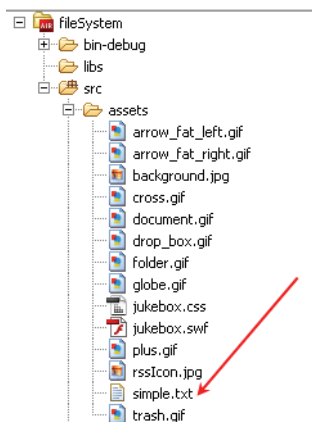 fileSystem
bin-debug
libs
src
assets
arrow_fat_left.gif
arrow_fat_right.gif
background.jpg
cross.gif
document.gif
drop_box.gif
folder.gif
globe.gif
jukebox.css
jukebox.swf
plus.gif
rssIcon.jpg
simple.txt
trash.gif